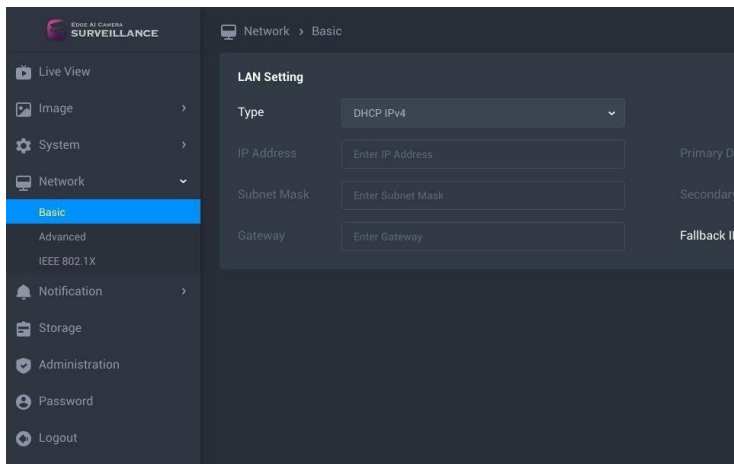 EDGE AI CAMERA
SURVEILLANCE
Network › Basic
Live View
Image
System
Network
Basic
Advanced
IEEE 802.1X
Notification
Storage
Administration
Password
Logout
LAN Setting
Type DHCP IPv4
IP Address Enter IP Address Primary D
Subnet Mask Enter Subnet Mask Secondary
Gateway Enter Gateway Fallback I